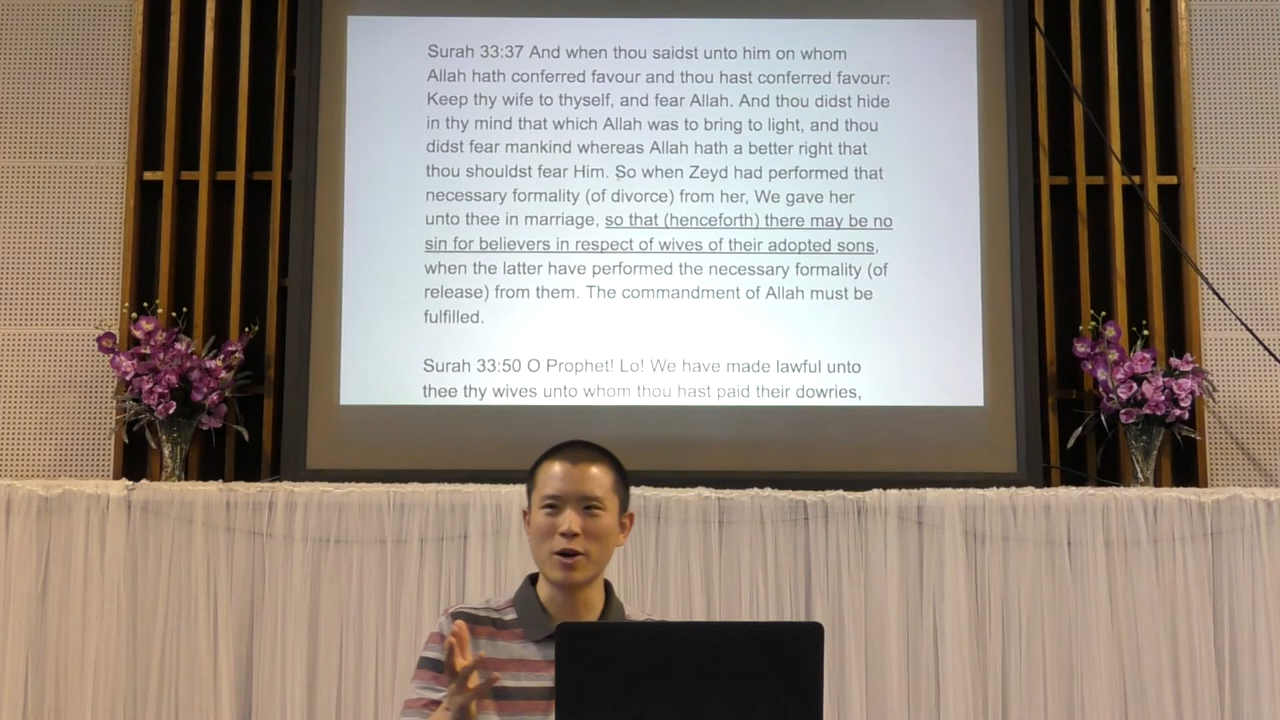 Surah 33:37 And when thou saidst unto him on whom
Allah hath conferred favour and thou hast conferred favour:
Keep thy wife to thyself, and fear Allah. And thou didst hide
in thy mind that which Allah was to bring to light, and thou
didst fear mankind whereas Allah hath a better right that
thou shouldst fear Him. So when Zeyd had performed that
necessary formality (of divorce) from her, We gave her
unto thee in marriage, so that (henceforth) there may be no
sin for believers in respect of wives of their adopted sons,
when the latter have performed the necessary formality (of
release) from them. The commandment of Allah must be
fulfilled.
Surah 33:50 O Prophet! Lo! We have made lawful unto
thee thy wives unto whom thou hast paid their dowries,